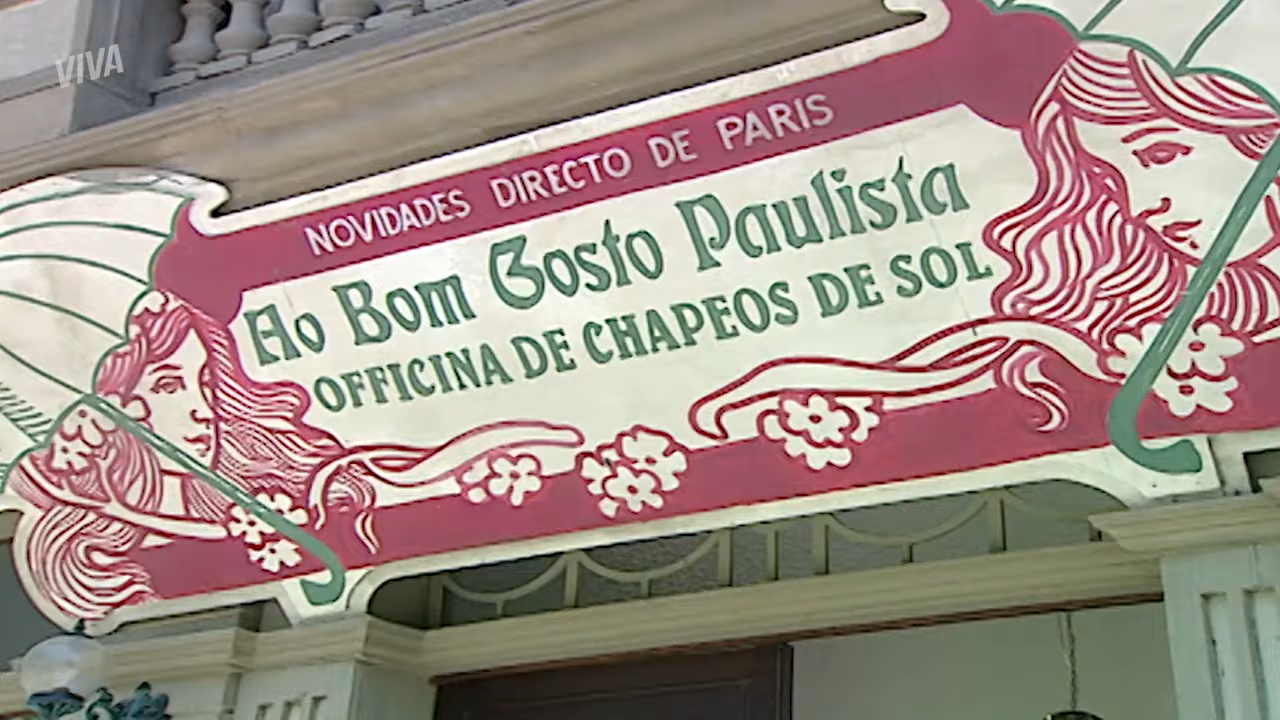 VIVA
NOVIDADES DIRECTO DE PARIS
Ao Bom Gosto Paulista
OFFICINA DE CHAPEOS DE SOL